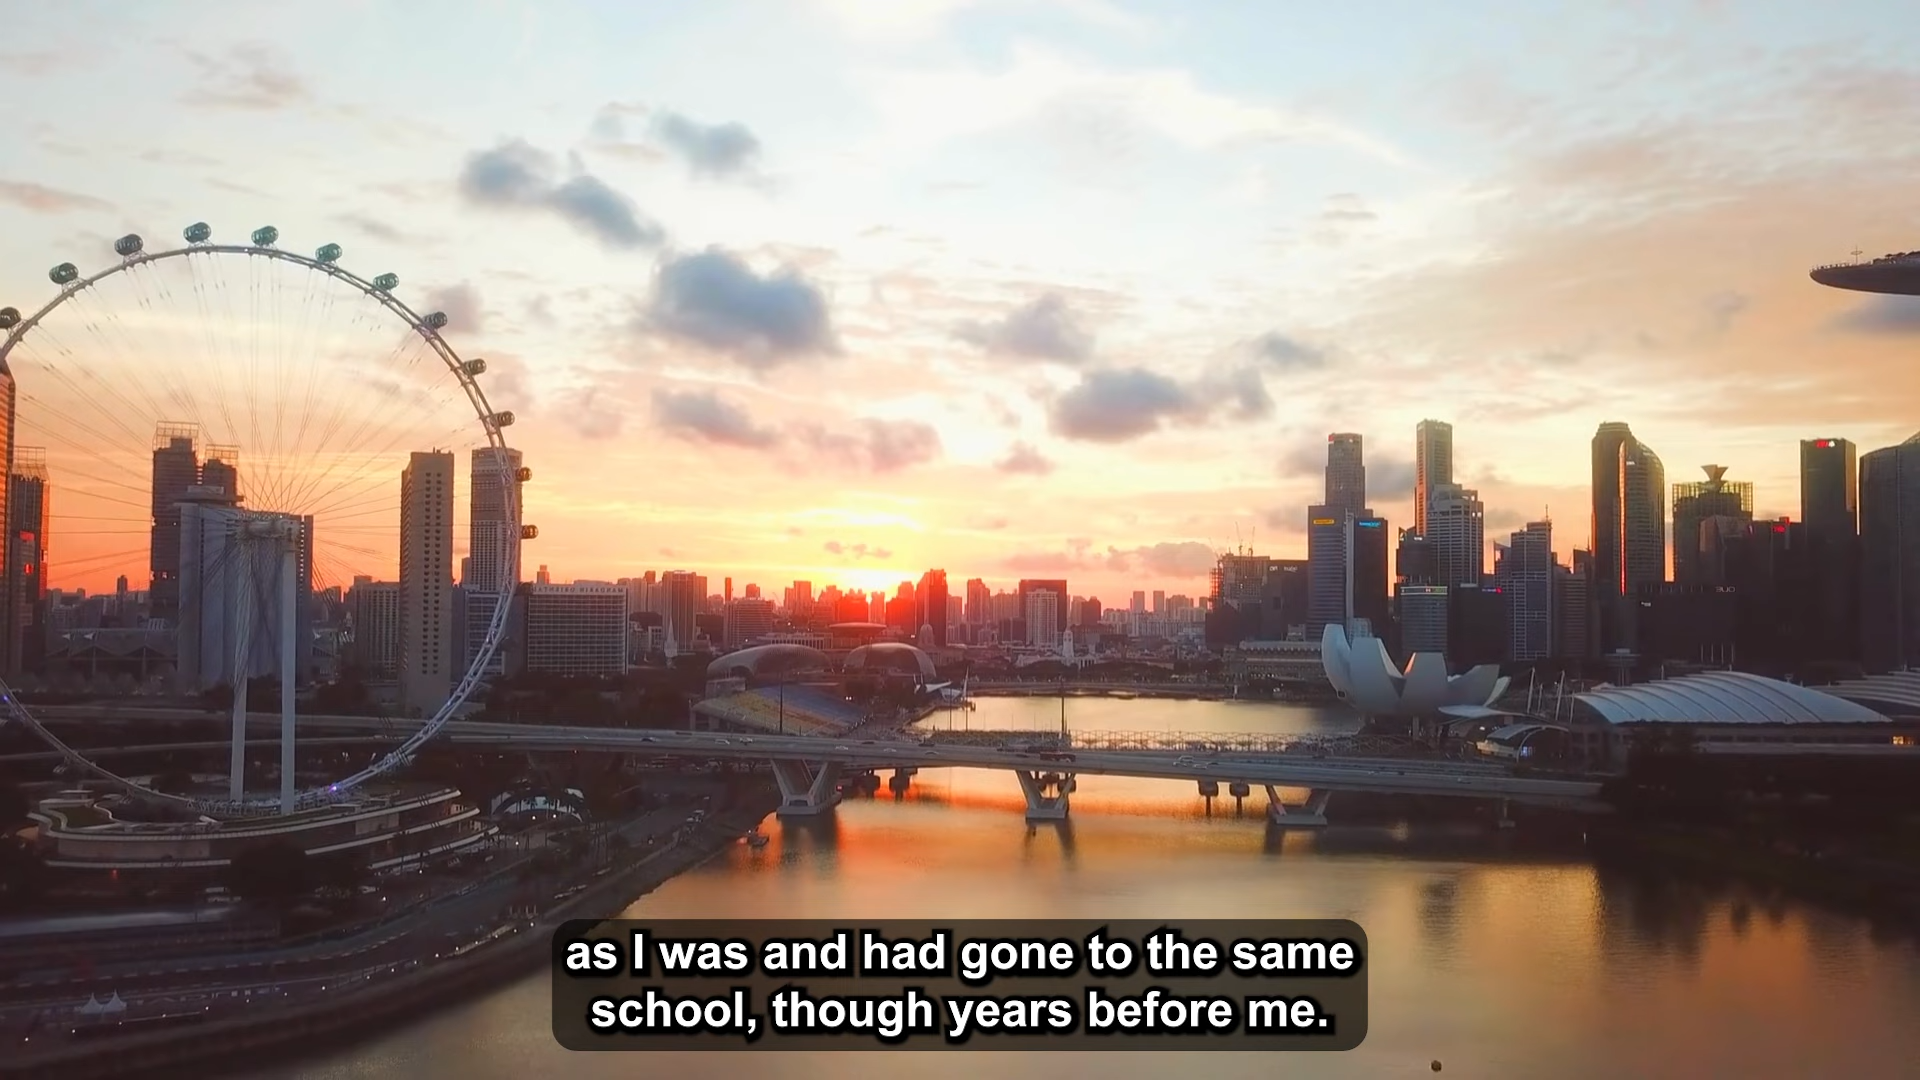 as I was and had gone to the same
school, though years before me.